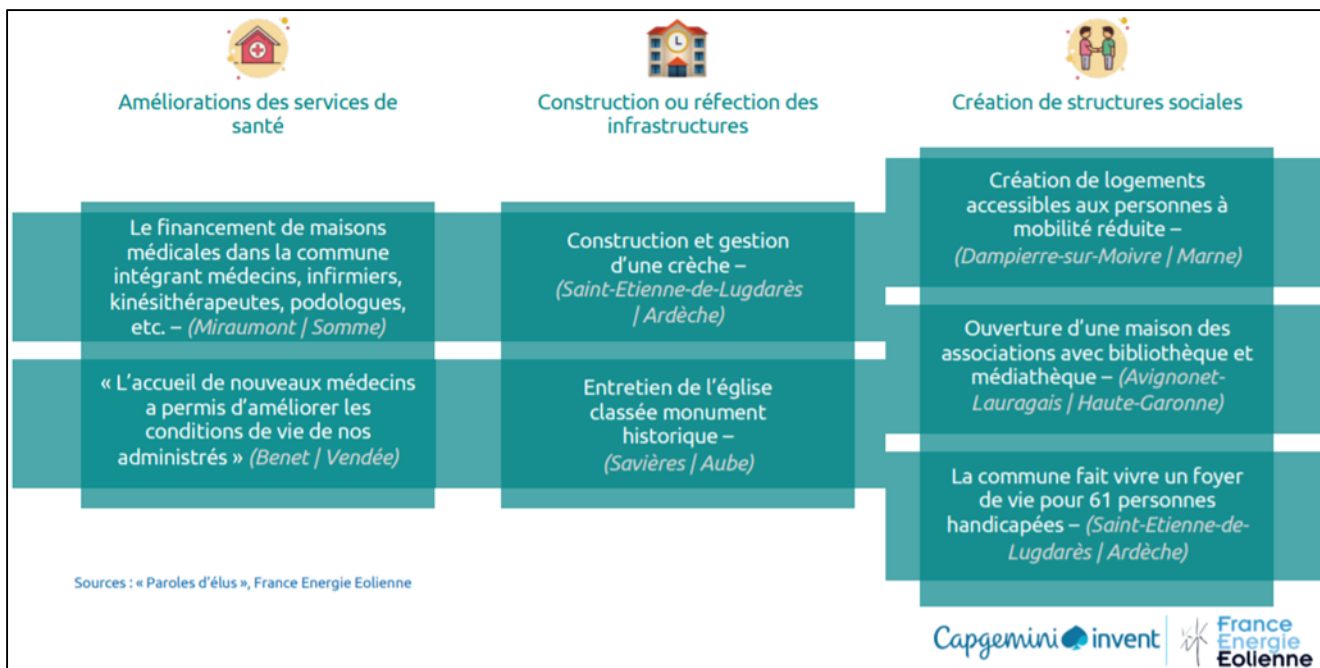 Améliorations des services de
santé
Le financement de maisons
médicales dans la commune
intégrant médecins, infirmiers,
kinésithérapeutes, podologues,
etc. – (Miraumont | Somme)
« L’accueil de nouveaux médecins
a permis d’améliorer les
conditions de vie de nos
administrés » (Benet | Vendée)
Construction ou réfection des
infrastructures
Construction et gestion
d’une crèche –
(Saint-Etienne-de-Lugdarès
| Ardèche)
Entretien de l’église
classée monument
historique –
(Savières | Aube)
Création de structures sociales
Création de logements
accessibles aux personnes à
mobilité réduite –
(Dampierre-sur-Moivre | Marne)
Ouverture d’une maison des
associations avec bibliothèque et
médiathèque – (Avignonet-
Lauragais | Haute-Garonne)
La commune fait vivre un foyer
de vie pour 61 personnes
handicapées – (Saint-Etienne-de-
Lugdarès | Ardèche)
Sources : « Paroles d’élus », France Energie Eolienne
Capgemini invent
France
Energie
Eolienne